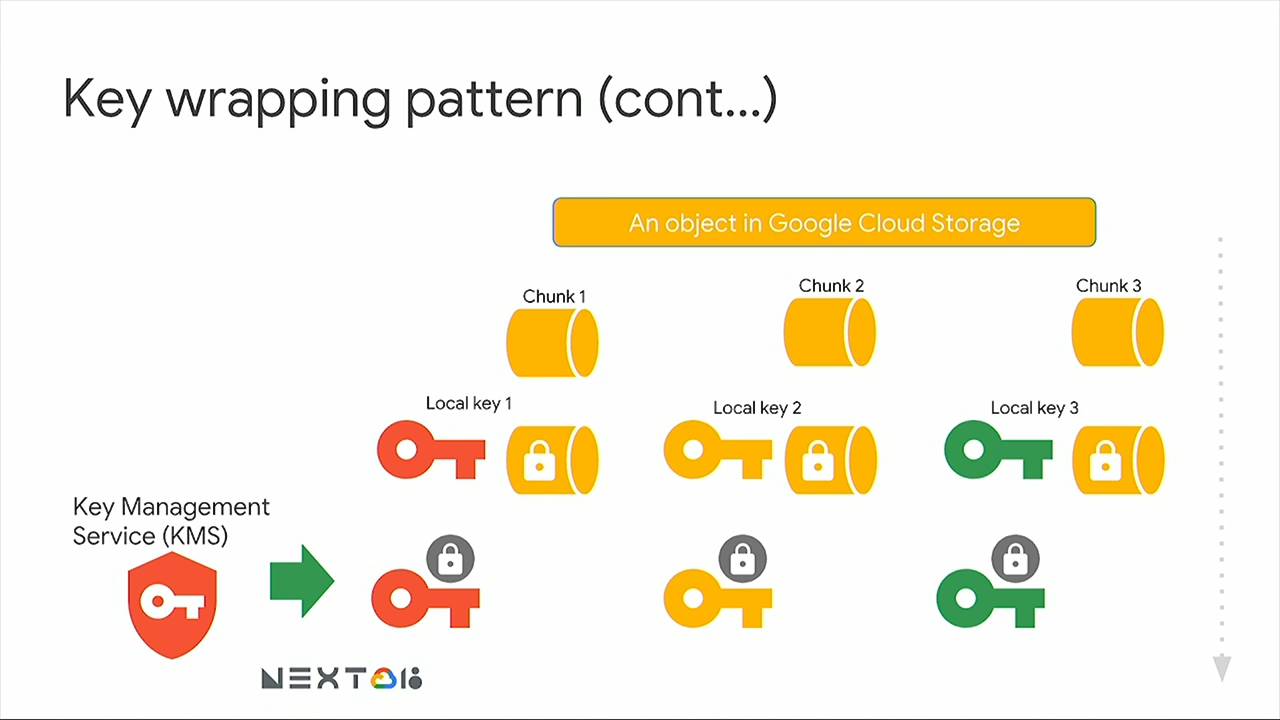 Key wrapping pattern (cont...)
An object in Google Cloud Storage
Chunk 1
Chunk 2
Chunk 3
Local key 1
Local key 2
Local key 3
Key Management
Service (KMS)
NEXT 18